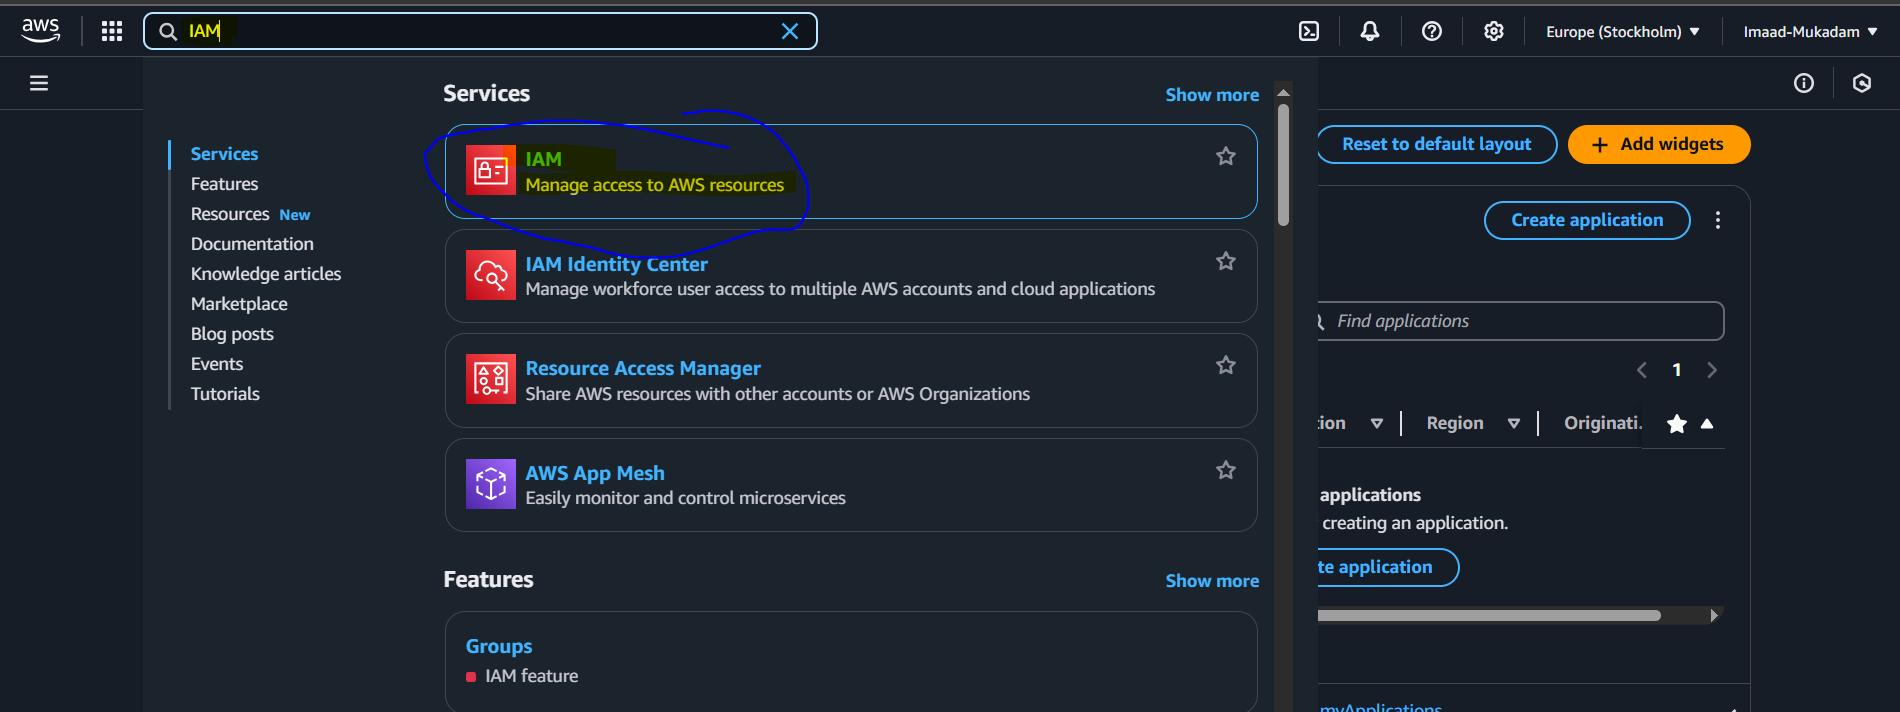 aws
IAM
Europe (Stockholm)
Imaad-Mukadam
Services
Show more
Services
Features
Resources New
Documentation
Knowledge articles
Marketplace
Blog posts
Events
Tutorials
IAM
Manage access to AWS resources
IAM Identity Center
Manage workforce user access to multiple AWS accounts and cloud applications
Resource Access Manager
Share AWS resources with other accounts or AWS Organizations
AWS App Mesh
Easily monitor and control microservices
Features
Show more
Groups
IAM feature
Reset to default layout
+ Add widgets
Create application
Find applications
1
tion
Region
Originati.
applications
creating an application.
te application
myApplications